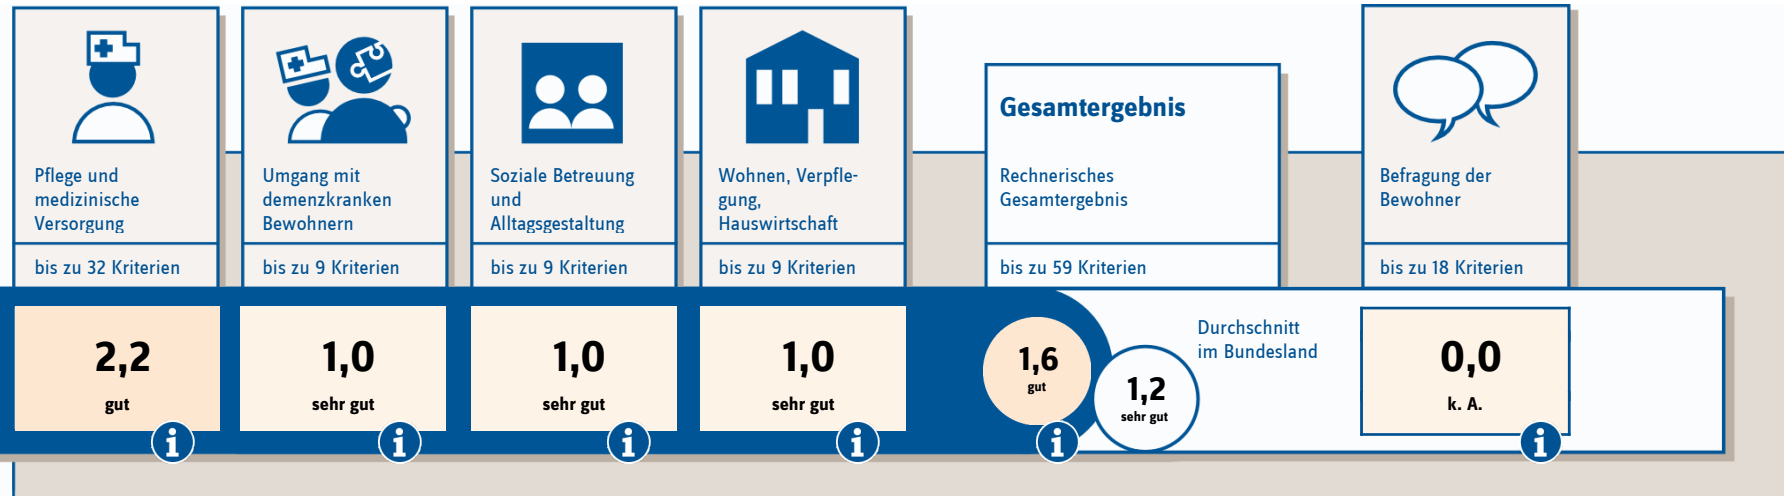 Pflege und
medizinische
Versorgung
bis zu 32 Kriterien
2,2
gut
i
Umgang mit
demenzkranken
Bewohnern
bis zu 9 Kriterien
1,0
sehr gut
i
Soziale Betreuung
und
Alltagsgestaltung
bis zu 9 Kriterien
1,0
sehr gut
i
Wohnen, Verpfle-
gung,
Hauswirtschaft
bis zu 9 Kriterien
1,0
sehr gut
i
Gesamtergebnis
Rechnerisches
Gesamtergebnis
bis zu 59 Kriterien
1,6
gut
i
1,2
sehr gut
Durchschnitt
im Bundesland
Befragung der
Bewohner
bis zu 18 Kriterien
0,0
k. A.
i